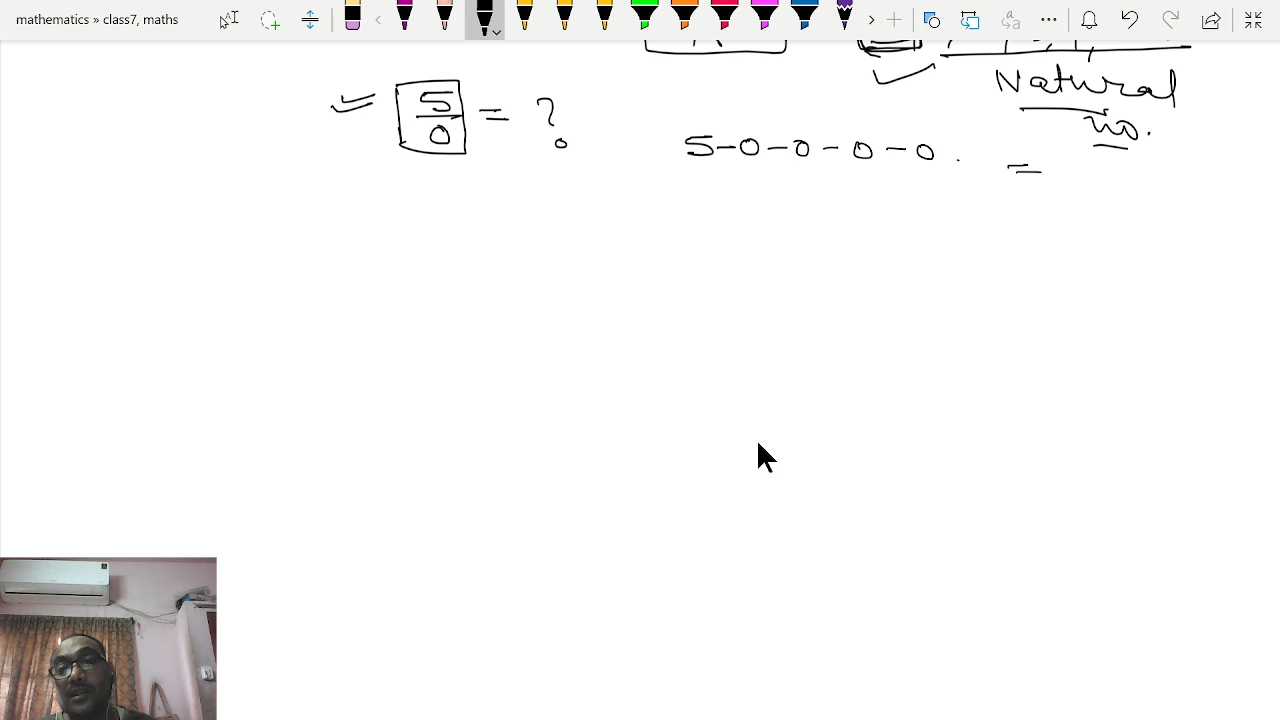 mathematics » class7, maths
Natural
no.
5/0 = ?
5-0-0-0-0. =